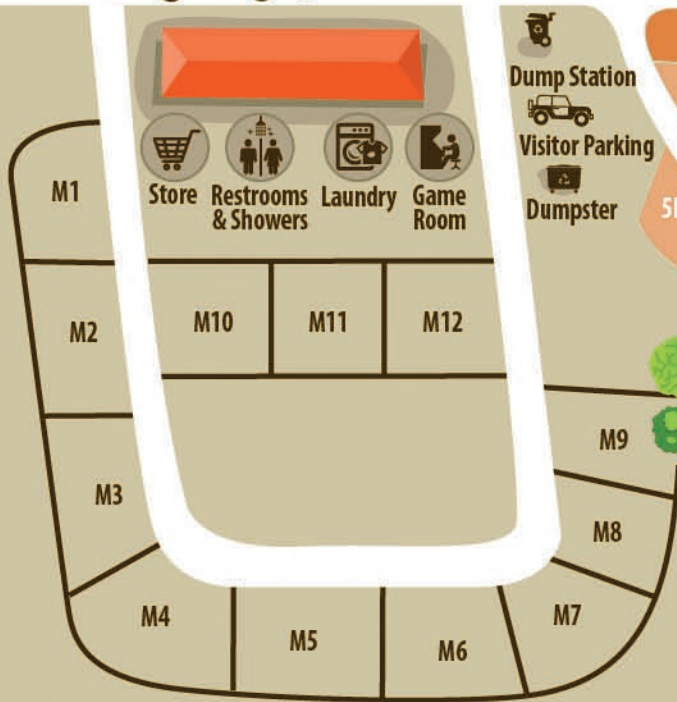 Dump Station
Visitor Parking
Dumpster
Store
Restrooms
& Showers
Laundry
Game
Room
M1
M2
M3
M4
M5
M6
M7
M8
M9
M10
M11
M12